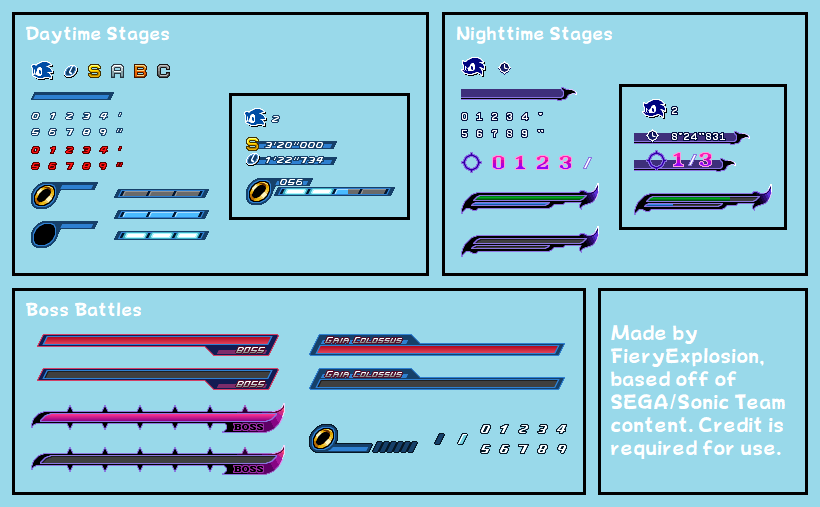 Daytime Stages
S A B C
0 1 2 3 4 '
5 6 7 8 9 "
0 1 2 3 4 '
5 6 7 8 9 "
2
S 3'20"000
1'22"734
056
Nighttime Stages
0 1 2 3 4 '
5 6 7 8 9 "
0 1 2 3 /
2
8'24"831
1/3
Boss Battles
BOSS
BOSS
BOSS
BOSS
Gaia Colossus
Gaia Colossus
/ /
0 1 2 3 4
5 6 7 8 9
Made by
FieryExplosion,
based off of
SEGA/Sonic Team
content. Credit is
required for use.